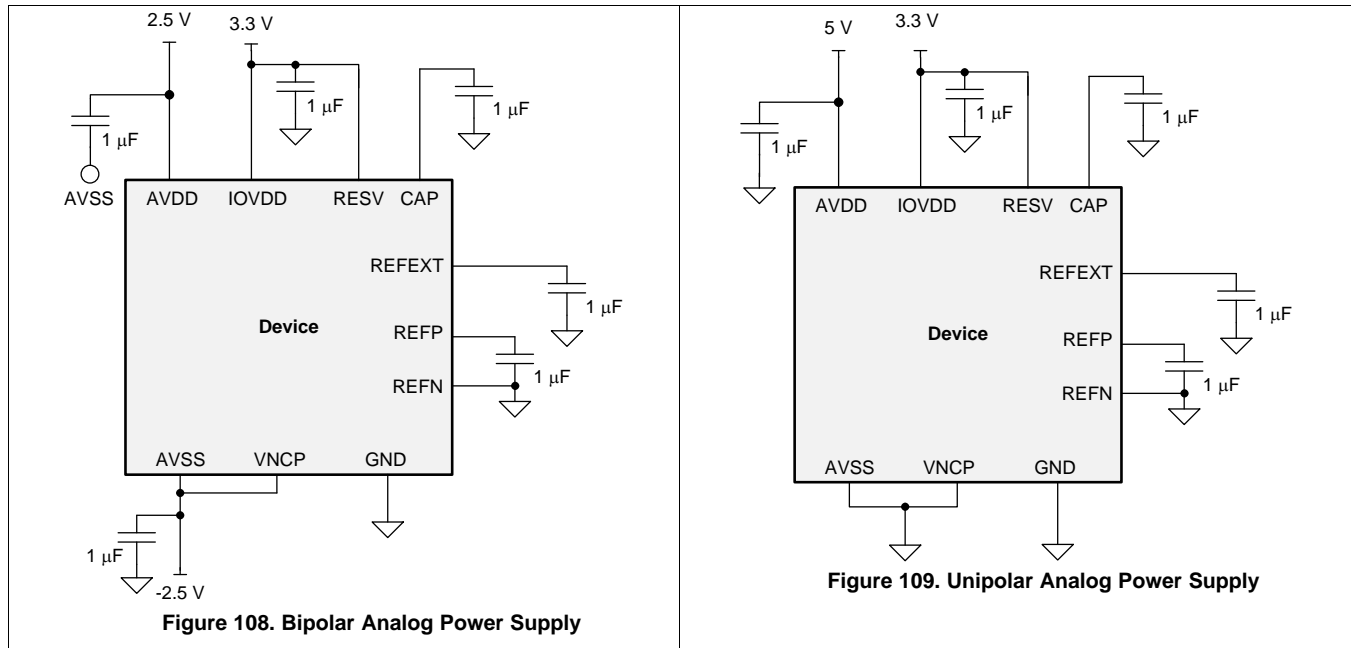 2.5 V
3.3 V
1 μF
1 μF
1 μF
AVSS
AVDD
IOVDD
RESV
CAP
REFEXT
1 μF
Device
REFP
1 μF
REFN
AVSS
VNCP
GND
1 μF
-2.5 V
Figure 108. Bipolar Analog Power Supply
5 V
3.3 V
1 μF
1 μF
1 μF
AVDD
IOVDD
RESV
CAP
REFEXT
1 μF
Device
REFP
1 μF
REFN
AVSS
VNCP
GND
Figure 109. Unipolar Analog Power Supply